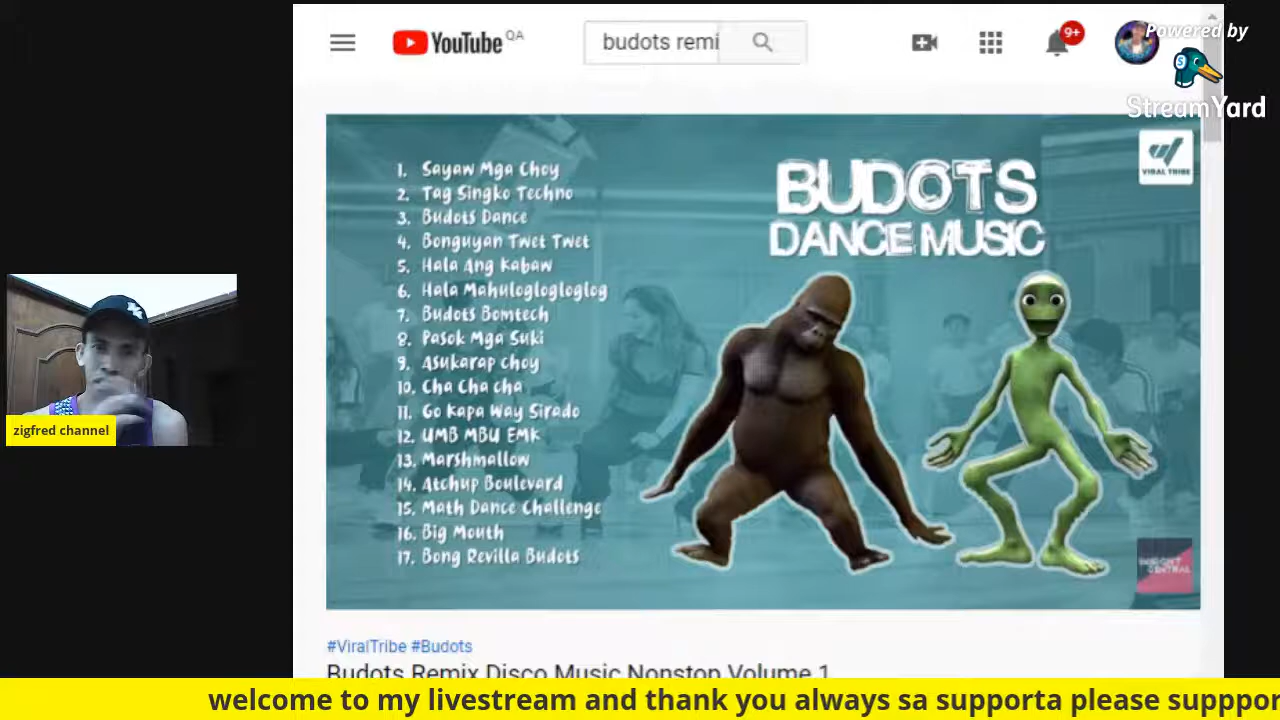 YouTube QA
budots remi
9+
Powered by
StreamYard
VIRAL TRIBE
BUDOTS
DANCE MUSIC
1. Sayaw Mga Choy
2. Tag Singko Techno
3. Budots Dance
4. Bonguyan Twet Twet
5. Hala Ang Kabaw
6. Hala Mahuloglogloglog
7. Budots Bomtech
8. Pasok Mga Suki
9. Asukarap Choy
10. Cha Cha cha
11. Go Kapa Way Sirado
12. UMB MBU EMK
13. Marshmallow
14. Atchup Boulevard
15. Math Dance Challenge
16. Big Mouth
17. Bong Revilla Budots
zigfred channel
#ViralTribe #Budots
Budots Remix Disco Music Nonstop Volume 1
welcome to my livestream and thank you always sa supporta please supppor